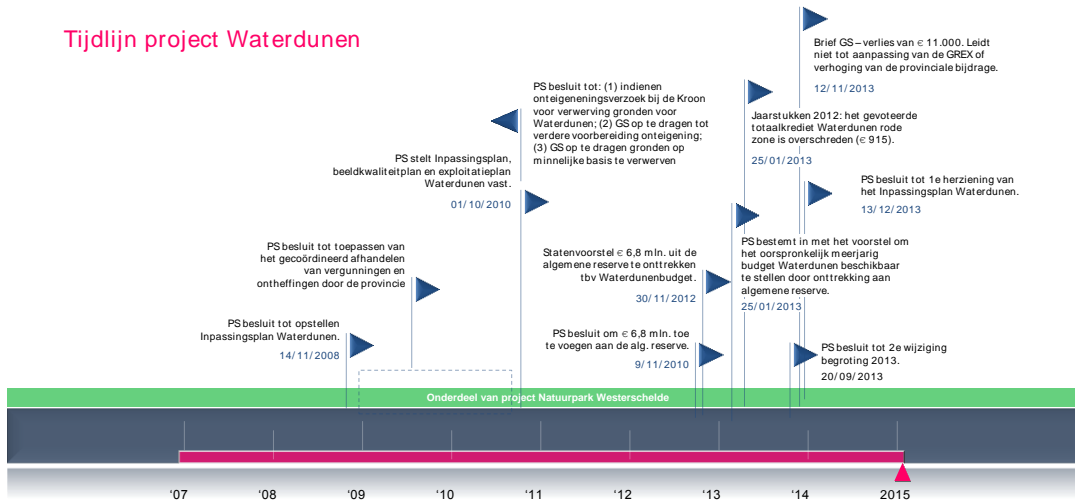 Tijdlijn project Waterdunen
Brief GS – verlies van € 11.000. Leidt
niet tot aanpassing van de GREX of
verhoging van de provinciale bijdrage.
12/11/2013
PS besluit tot: (1) indienen
onteigeneningsverzoek bij de Kroon
voor verwerving gronden voor
Waterdunen; (2) GS op te dragen tot
verdere voorbereiding onteigening;
(3) GS op te dragen gronden op
minnelijke basis te verwerven
Jaarstukken 2012: het gevoteerde
totaalkrediet Waterdunen rode
zone is overschreden (€ 915).
25/01/2013
PS stelt Inpassingsplan,
beeldkwaliteitplan en exploitatieplan
Waterdunen vast.
01/10/2010
PS besluit tot 1e herziening van
het Inpassingsplan Waterdunen.
13/12/2013
PS besluit tot toepassen van
het gecoördineerd afhandelen
van vergunningen en
ontheffingen door de provincie
Statenvoorstel € 6,8 mln. uit de
algemene reserve te onttrekken
tbv Waterdunenbudget.
30/11/2012
PS bestemt in met het voorstel om
het oorspronkelijk meerjarig
budget Waterdunen beschikbaar
te stellen door onttrekking aan
algemene reserve.
25/01/2013
PS besluit tot opstellen
Inpassingsplan Waterdunen.
14/11/2008
PS besluit om € 6,8 mln. toe
te voegen aan de alg. reserve.
9/11/2010
PS besluit tot 2e wijziging
begroting 2013.
20/09/2013
Onderdeel van project Natuurpark Westerschelde
'07 '08 '09 '10 '11 '12 '13 '14 2015